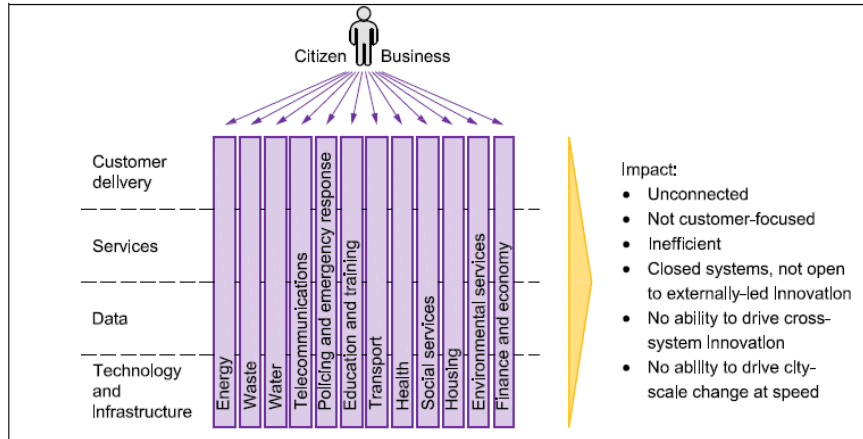 Citizen Business
Customer
delivery
Services
Data
Technology
and
Infrastructure
Energy
Waste
Water
Telecommunications
Policing and emergency response
Education and training
Transport
Health
Social services
Housing
Environmental services
Finance and economy
Impact:
Unconnected
Not customer-focused
Inefficient
Closed systems, not open
to externally-led Innovation
No ability to drive cross-
system Innovation
No ability to drive city-
scale change at speed